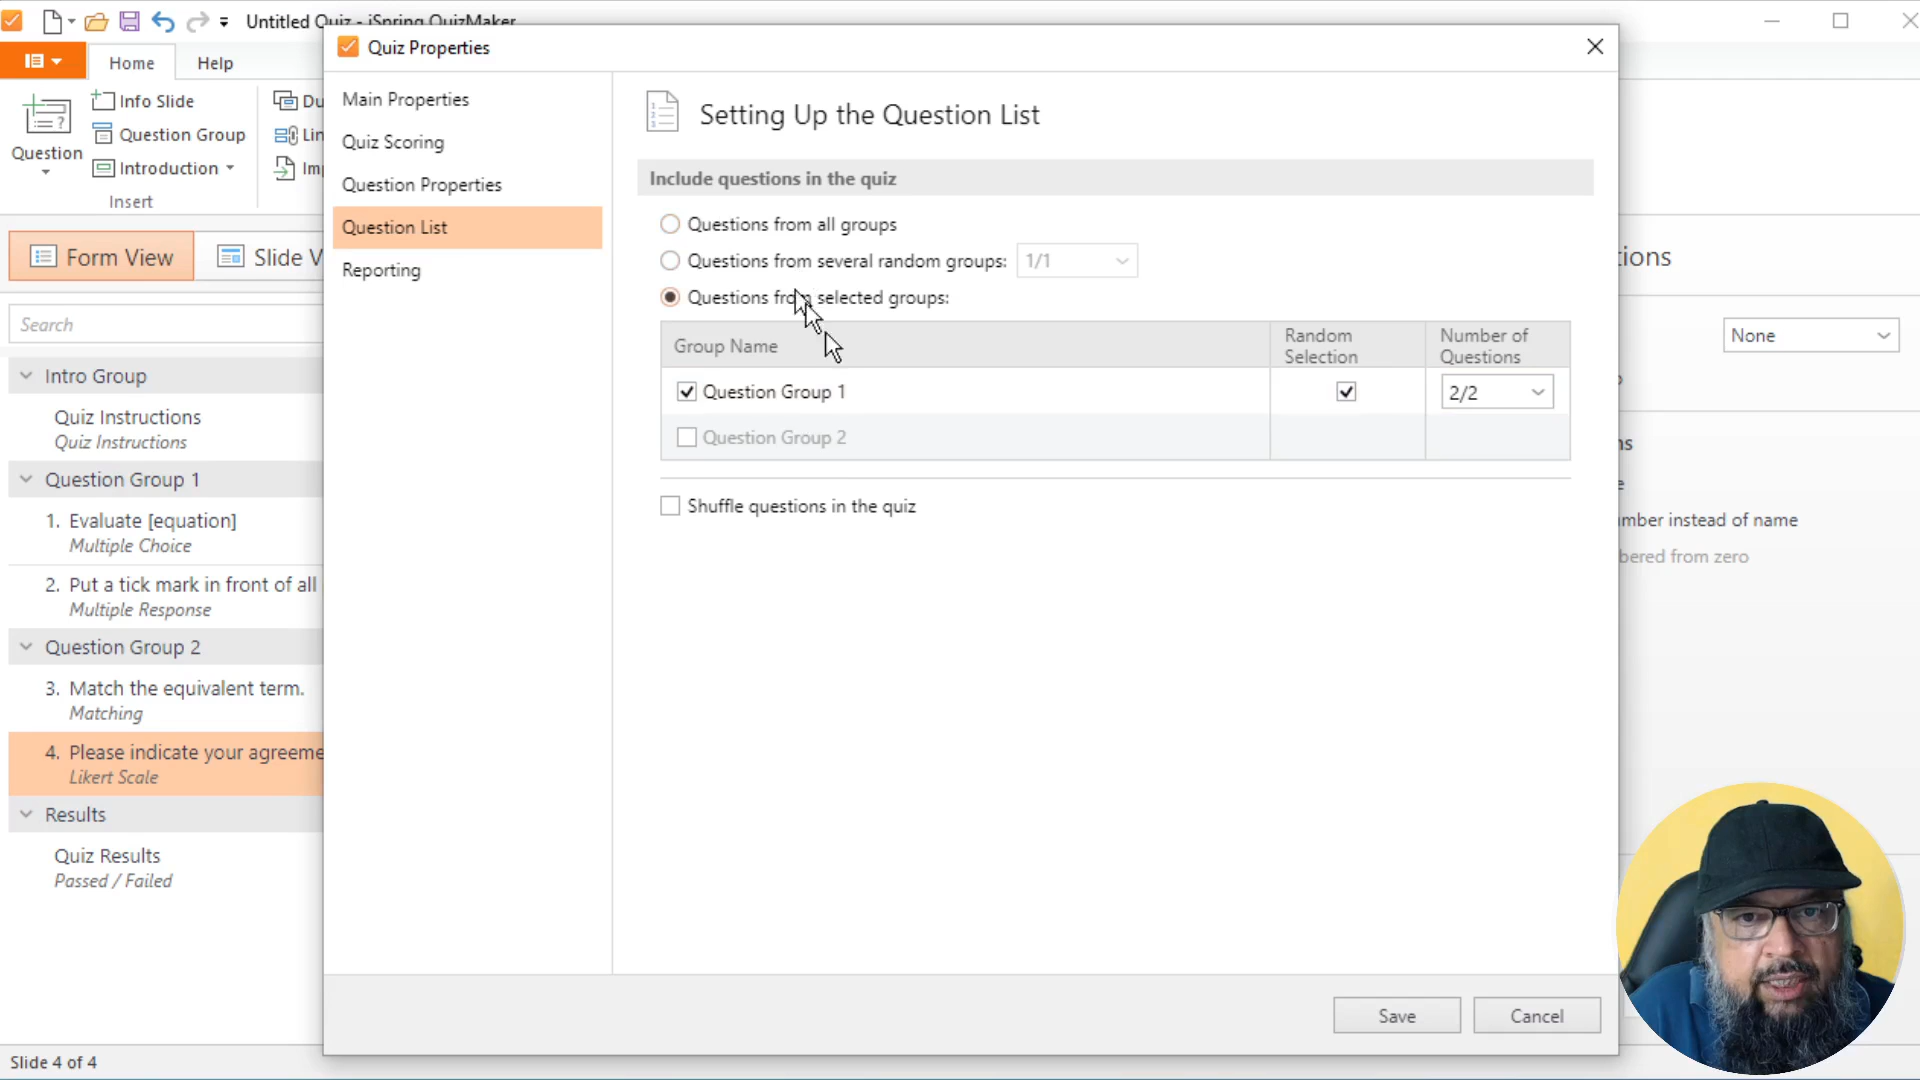 Untitled Quiz - iSpring QuizMaker
Quiz Properties
Home
Help
Question
Info Slide
Question Group
Introduction
Insert
Form View
Search
Intro Group
Quiz Instructions
Quiz Instructions
Question Group 1
1. Evaluate [equation]
Multiple Choice
2. Put a tick mark in front of all
Multiple Response
Question Group 2
3. Match the equivalent term.
Matching
4. Please indicate your agreeme
Likert Scale
Results
Quiz Results
Passed / Failed
Slide 4 of 4
Main Properties
Quiz Scoring
Question Properties
Question List
Reporting
Setting Up the Question List
Include questions in the quiz
Questions from all groups
Questions from several random groups: 1/1
Questions from selected groups:
Group Name
Random Selection
Number of Questions
Question Group 1
2/2
Question Group 2
Shuffle questions in the quiz
Save
Cancel
None
instead of name
from zero